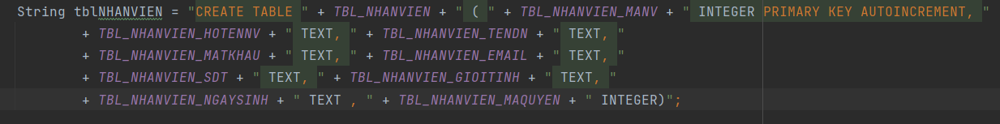 String tblNHANVIEN = "CREATE TABLE " + TBL_NHANVIEN + " ( " + TBL_NHANVIEN_MANV + " INTEGER PRIMARY KEY AUTOINCREMENT, "
+ TBL_NHANVIEN_HOTENNV + " TEXT, " + TBL_NHANVIEN_TENDN + " TEXT, "
+ TBL_NHANVIEN_MATKHAU + " TEXT, " + TBL_NHANVIEN_EMAIL + " TEXT, "
+ TBL_NHANVIEN_SDT + " TEXT, " + TBL_NHANVIEN_GIOITINH + " TEXT, "
+ TBL_NHANVIEN_NGAYSINH + " TEXT , " + TBL_NHANVIEN_MAQUYEN + " INTEGER)";